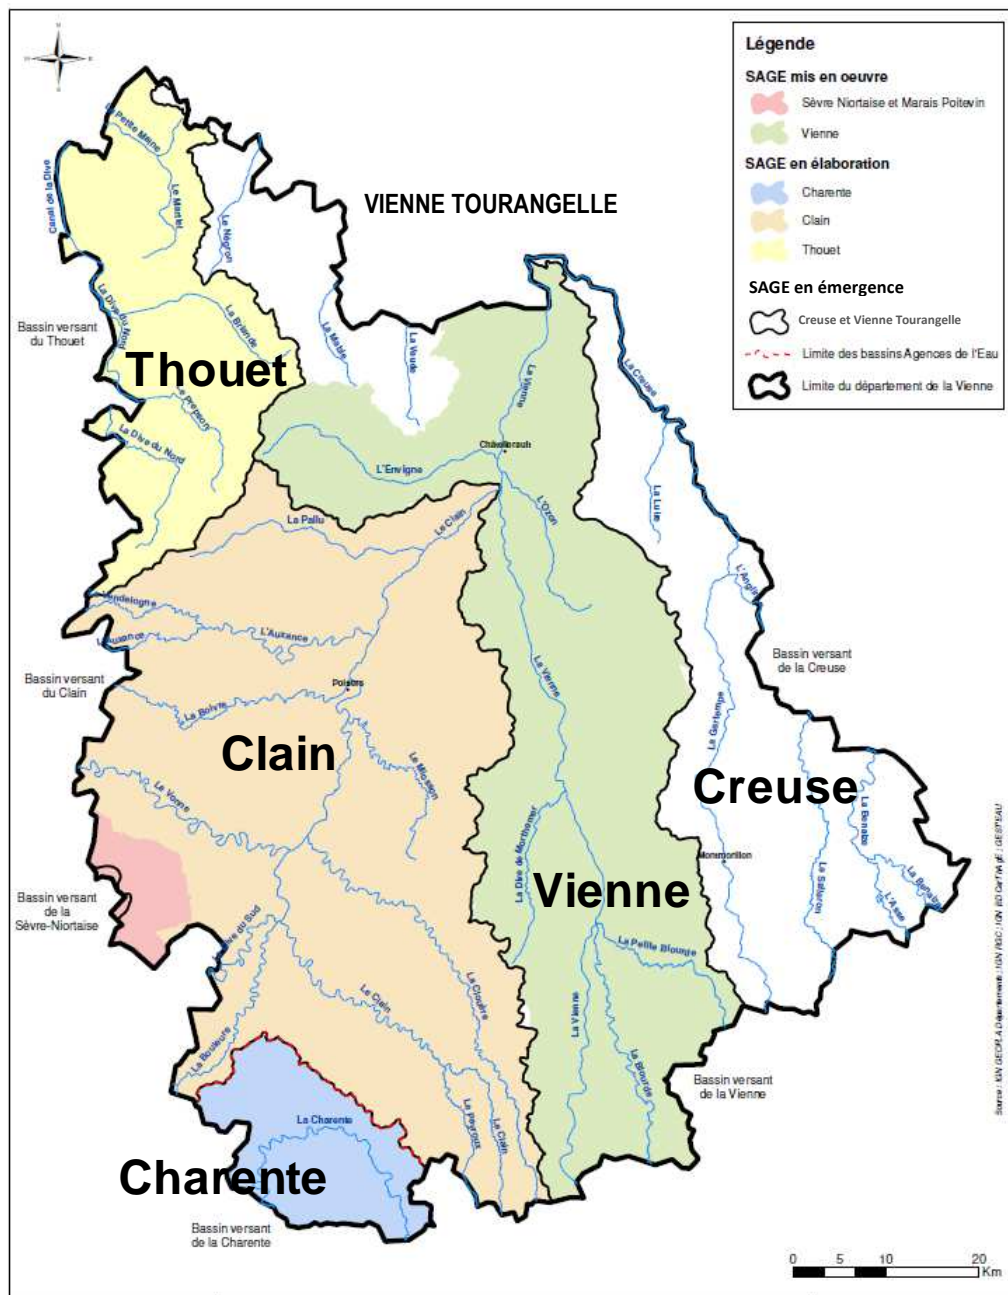 Légende
SAGE mis en oeuvre
Sèvre Niortaise et Marais Poitevin
Vienne
SAGE en élaboration
Charente
Clain
Thouet
SAGE en émergence
Creuse et Vienne Tourangelle
Limite des bassins Agences de l'Eau
Limite du département de la Vienne
VIENNE TOURANGELLE
La Petite Maine
Canal de la Dive
Le Martiel
Le Négron
La Dive du Nord
Bassin versant
du Thouet
La Briande
La Mable
La Veude
Thouet
La Dive du Nord
La Vienne
La Creuse
Châtellerault
L'Envigne
L'Ozon
La Luire
La Pallu
Le Clain
L'Anglin
La Vendelogne
L'Auxance
L'Auxance
Bassin versant
de la Creuse
Bassin versant
du Clain
Poitiers
La Boivre
La Vienne
La Gartempe
Clain
Le Miosson
Creuse
La Vonne
La Benaize
La Dive de Morthemer
Montmorillon
La Salleron
La Benaize
L'Asse
Vienne
Bassin versant
de la
Sèvre-Niortaise
Dive du Sud
La Petite Blourde
Le Clain
La Clouère
La Vienne
La Bouleure
La Blourde
Bassin versant
de la Vienne
La Charente
Le Payroux
Le Clain
Charente
Bassin versant
de la Charente
0 5 10 20
Km